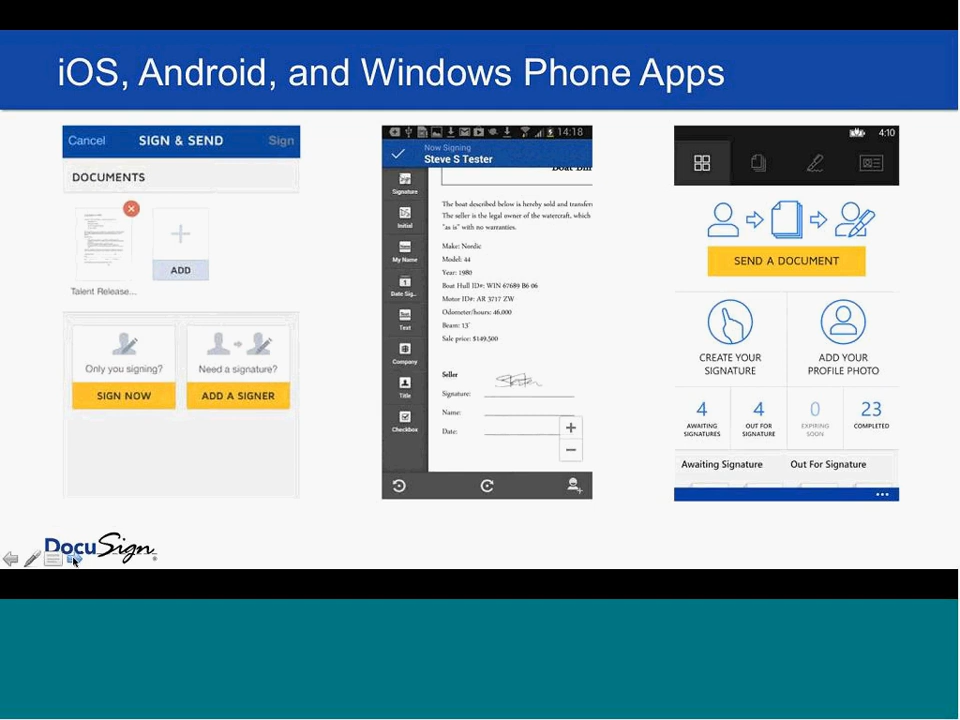 iOS, Android, and Windows Phone Apps
Cancel SIGN & SEND Sign
DOCUMENTS
ADD
Talent Release...
Only you signing?
SIGN NOW
Need a signature?
ADD A SIGNER
14:18
Now Signing
Steve S Tester
Signature
Initial
My Name
Date Sig...
Text
Company
Title
Checkbox
The boat described below is hereby sold and transfer
The seller is the legal owner of the watercraft, which
"as is" with no warranties.
Make: Nordic
Model: 44
Year: 1980
Boat Hull ID#: WIN 67689 B6 06
Motor ID#: AR 3717 ZW
Odometer/hours: 46,000
Beam: 13'
Sale price: $149,500
Seller
Signature:
Name:
Date:
4:10
SEND A DOCUMENT
CREATE YOUR
SIGNATURE
ADD YOUR
PROFILE PHOTO
4
AWAITING
SIGNATURES
4
OUT FOR
SIGNATURE
0
EXPIRING
SOON
23
COMPLETED
Awaiting Signature Out For Signature
DocuSign